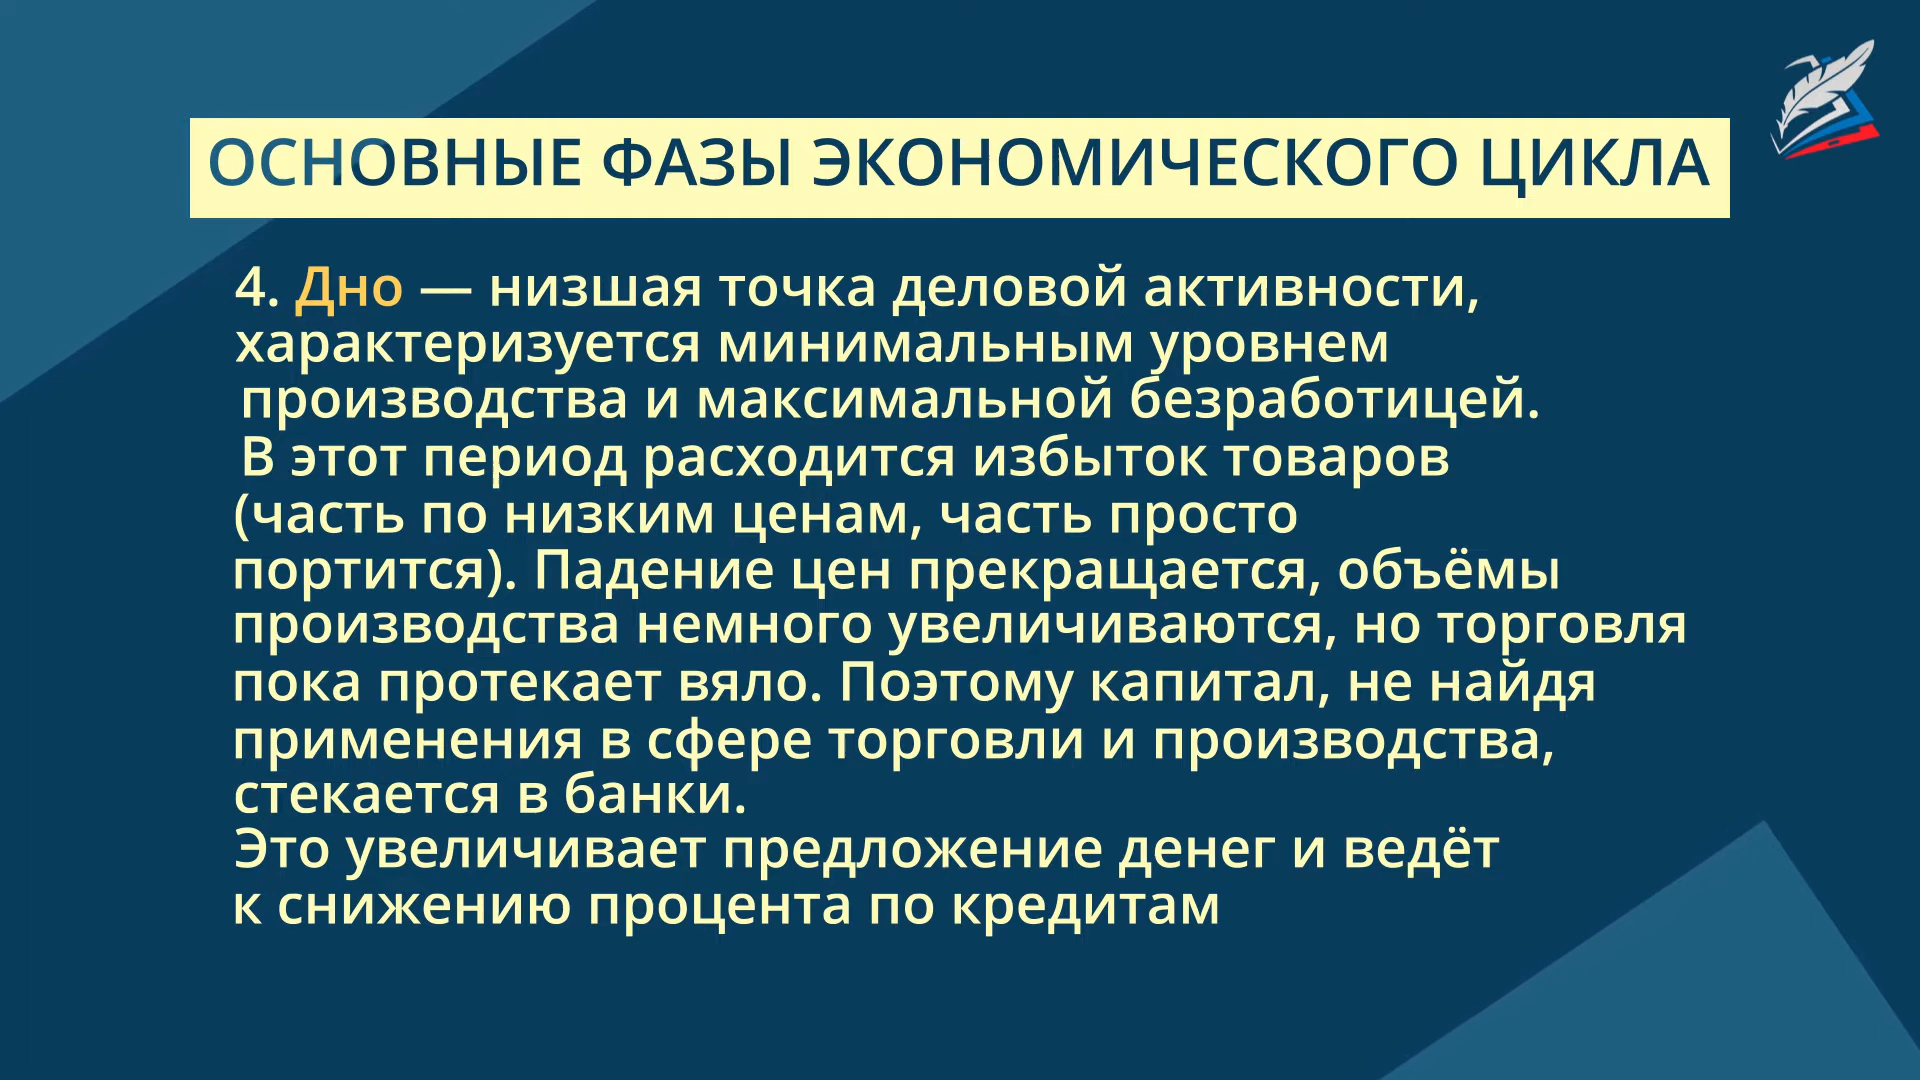 ОСНОВНЫЕ ФАЗЫ ЭКОНОМИЧЕСКОГО ЦИКЛА
4. Дно — низшая точка деловой активности,
характеризуется минимальным уровнем
производства и максимальной безработицей.
В этот период расходится избыток товаров
(часть по низким ценам, часть просто
портится). Падение цен прекращается, объёмы
производства немного увеличиваются, но торговля
пока протекает вяло. Поэтому капитал, не найдя
применения в сфере торговли и производства,
стекается в банки.
Это увеличивает предложение денег и ведёт
к снижению процента по кредитам